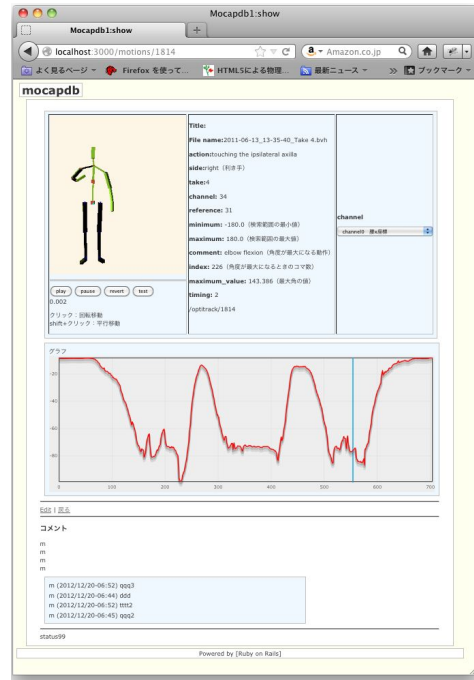 Mocapdb1:show
Mocapdb1:show
+
localhost:3000/motions/1814
Amazon.co.jp
よく見るページ
Firefox を使って...
HTML5による物理...
最新ニュース
»
ブックマーク
mocapdb
Title:
File name:2011-06-13_13-35-40_Take 4.bvh
action:touching the ipsilateral axilla
side:right（利き手）
take:4
channel: 34
reference: 31
minimum: -180.0（検索範囲の最小値）
maximum: 180.0（検索範囲の最大値）
comment: elbow flexion（角度が最大になる動作）
index: 226（角度が最大になるときのコマ数）
maximum_value: 143.386（最大角の値）
timing: 2
/optitrack/1814
channel
play pause revert test
0.002
クリック：回転移動
shift+クリック：平行移動
グラフ
-20
-40
-60
-80
0 100 200 300 400 500 600 700
Edit | 戻る
コメント
m
m
m
m
m (2012/12/20-06:52) qqq3
m (2012/12/20-06:44) ddd
m (2012/12/20-06:52) tttt2
m (2012/12/20-06:45) qqq2
status99
Powered by [Ruby on Rails]